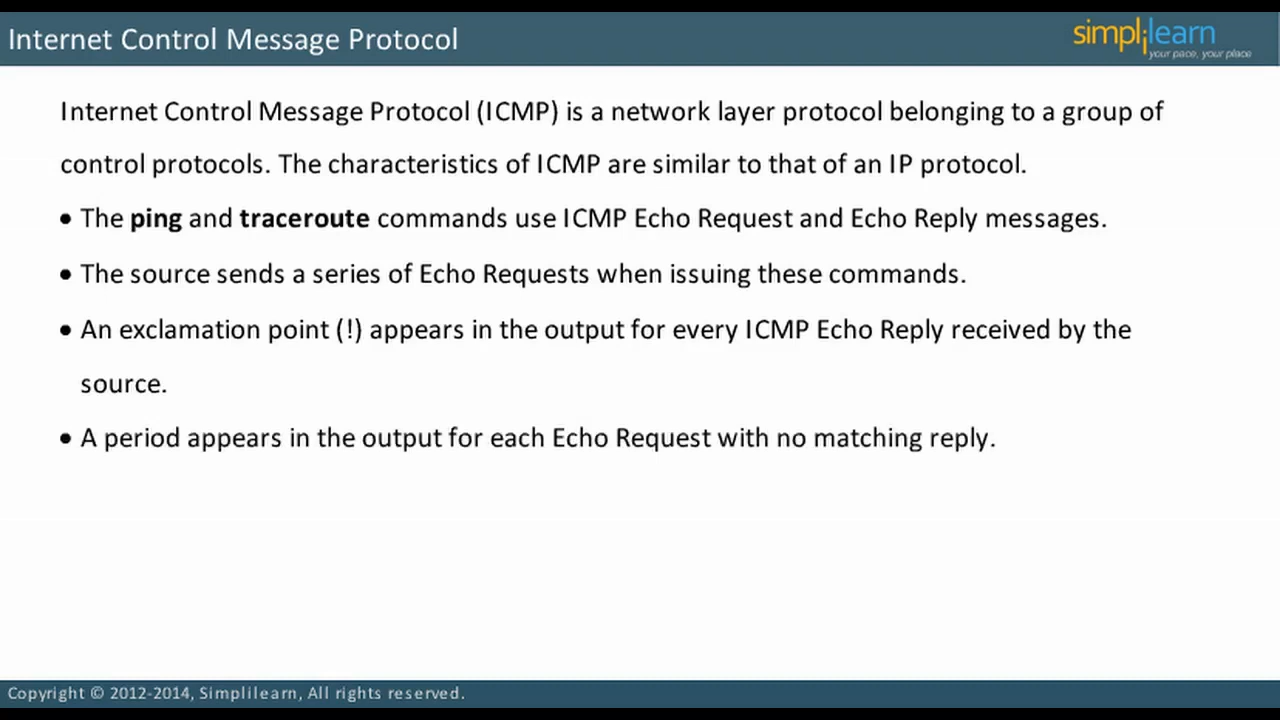 Internet Control Message Protocol
simplilearn
your pace, your place
Internet Control Message Protocol (ICMP) is a network layer protocol belonging to a group of
control protocols. The characteristics of ICMP are similar to that of an IP protocol.
• The ping and traceroute commands use ICMP Echo Request and Echo Reply messages.
• The source sends a series of Echo Requests when issuing these commands.
• An exclamation point (!) appears in the output for every ICMP Echo Reply received by the
source.
• A period appears in the output for each Echo Request with no matching reply.
Copyright © 2012-2014, Simplilearn, All rights reserved.